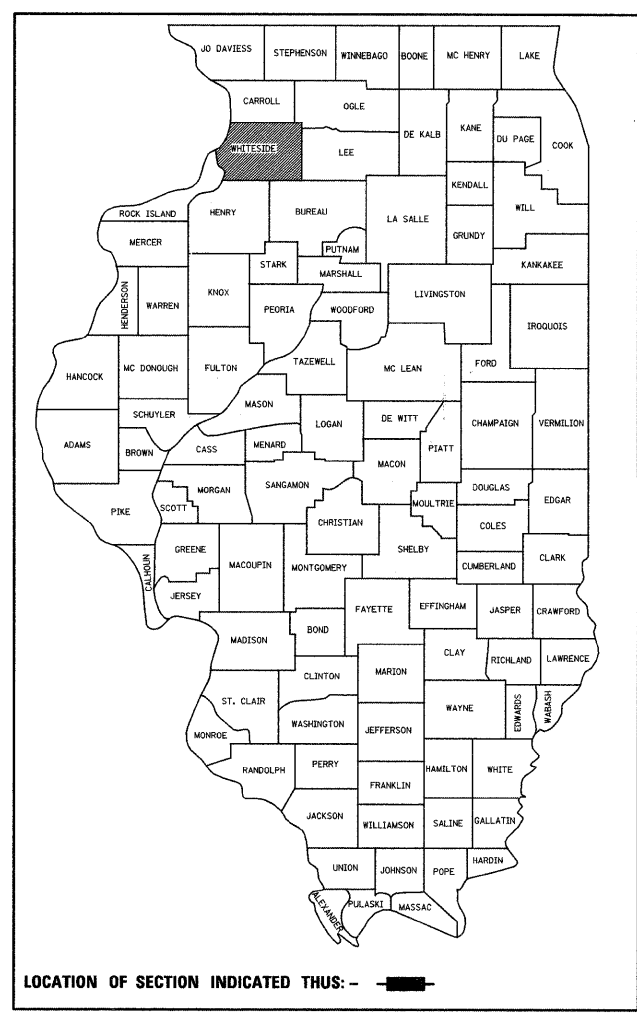 JO DAVIESS STEPHENSON WINNEBAGO BOONE MC HENRY LAKE
CARROLL OGLE DE KALB KANE DU PAGE COOK
WHITESIDE LEE
KENDALL WILL
ROCK ISLAND HENRY BUREAU LA SALLE GRUNDY
MERCER PUTNAM KANKAKEE
STARK MARSHALL
HENDERSON WARREN KNOX PEORIA WOODFORD LIVINGSTON IROQUOIS
HANCOCK MC DONOUGH FULTON TAZEWELL MC LEAN FORD
MASON
SCHUYLER LOGAN DE WITT CHAMPAIGN VERMILION
ADAMS BROWN CASS MENARD PIATT
MACON
MORGAN SANGAMON DOUGLAS
PIKE SCOTT CHRISTIAN MOULTRIE EDGAR
COLES
CALHOUN GREENE MACOUPIN MONTGOMERY SHELBY CUMBERLAND CLARK
JERSEY FAYETTE EFFINGHAM JASPER CRAWFORD
MADISON BOND
CLAY RICHLAND LAWRENCE
CLINTON MARION
ST. CLAIR WAYNE EDWARDS WABASH
WASHINGTON JEFFERSON
MONROE
RANDOLPH PERRY HAMILTON WHITE
FRANKLIN
JACKSON WILLIAMSON SALINE GALLATIN
UNION JOHNSON POPE HARDIN
ALEXANDER PULASKI MASSAC
LOCATION OF SECTION INDICATED THUS: -